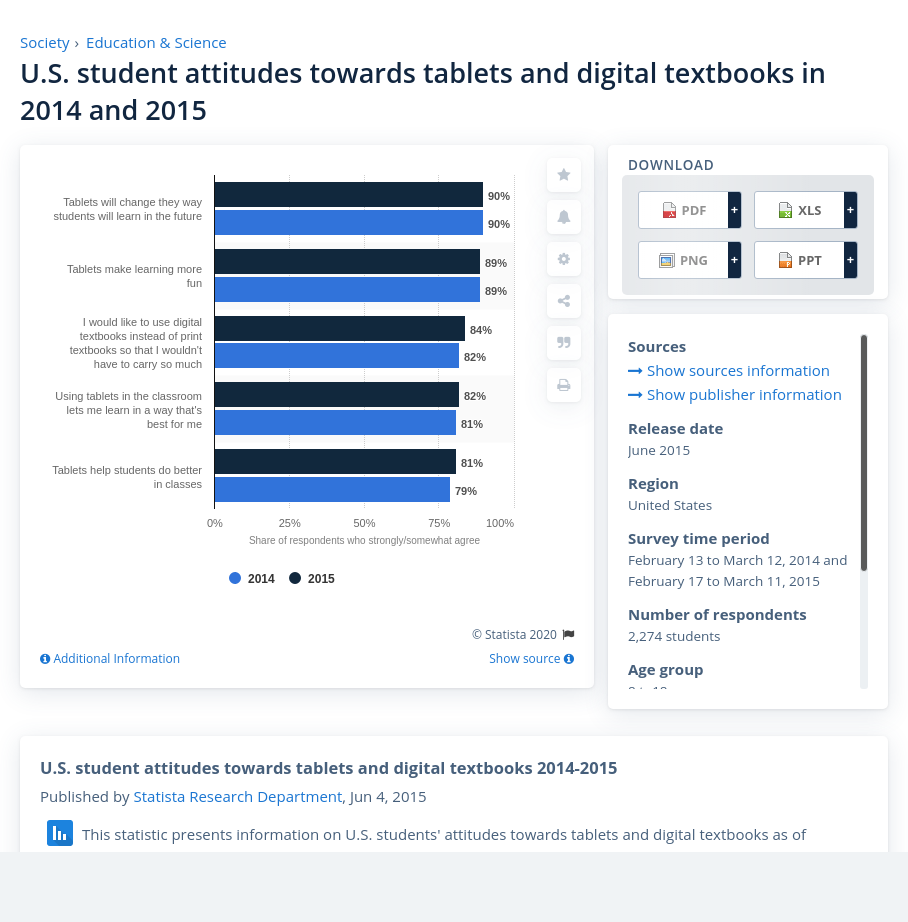 Society › Education & Science
U.S. student attitudes towards tablets and digital textbooks in
2014 and 2015
Tablets will change they way
students will learn in the future
90%
90%
Tablets make learning more
fun
89%
89%
I would like to use digital
textbooks instead of print
textbooks so that I wouldn't
have to carry so much
84%
82%
Using tablets in the classroom
lets me learn in a way that's
best for me
82%
81%
Tablets help students do better
in classes
81%
79%
0% 25% 50% 75% 100%
Share of respondents who strongly/somewhat agree
2014 2015
© Statista 2020
Additional Information
Show source
DOWNLOAD
PDF + XLS +
PNG + PPT +
Sources
Show sources information
Show publisher information
Release date
June 2015
Region
United States
Survey time period
February 13 to March 12, 2014 and
February 17 to March 11, 2015
Number of respondents
2,274 students
Age group
U.S. student attitudes towards tablets and digital textbooks 2014-2015
Published by Statista Research Department, Jun 4, 2015
This statistic presents information on U.S. students' attitudes towards tablets and digital textbooks as of